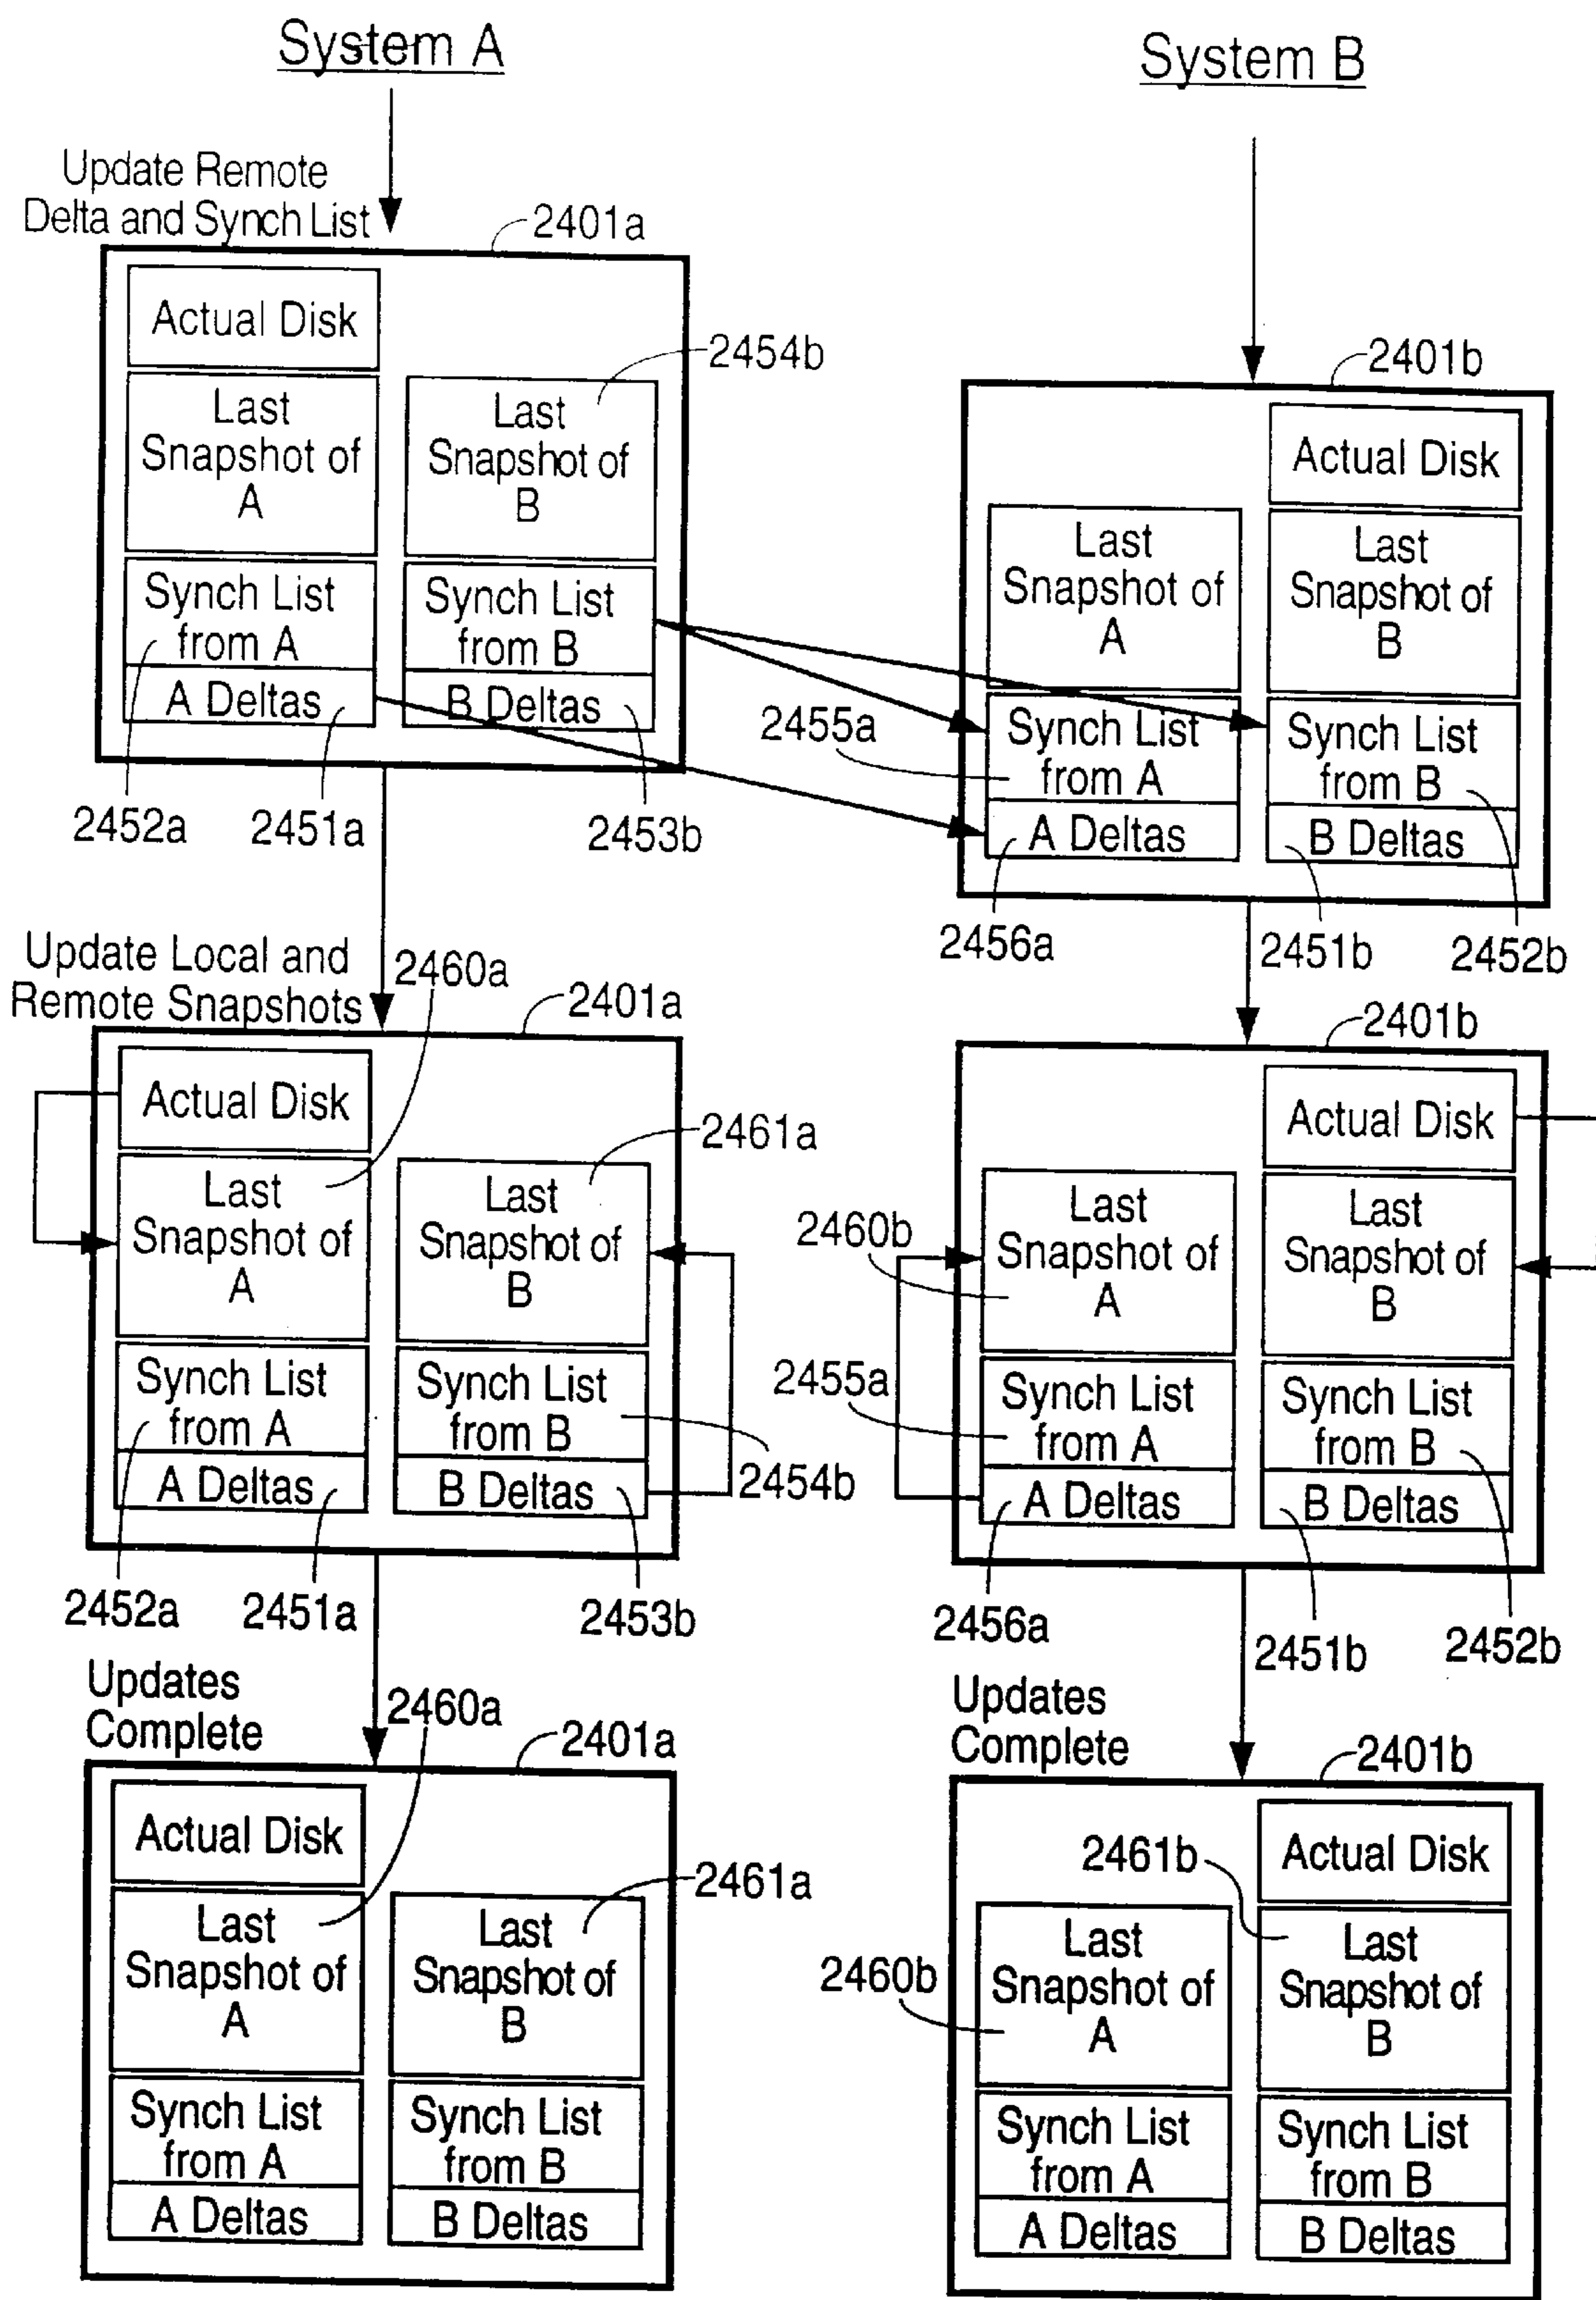 System A
System B
Update Remote
Delta and Synch List
2401a
Actual Disk
2454b
Last
Snapshot of
A
Last
Snapshot of
B
Synch List
from A
Synch List
from B
A Deltas
B Deltas
2452a
2451a
2453b
2401b
Actual Disk
Last
Snapshot of
A
Last
Snapshot of
B
2455a
Synch List
from A
Synch List
from B
A Deltas
B Deltas
2456a
2451b
2452b
Update Local and
Remote Snapshots
2460a
2401a
Actual Disk
2461a
Last
Snapshot of
A
Last
Snapshot of
B
Synch List
from A
Synch List
from B
2454b
A Deltas
B Deltas
2452a
2451a
2453b
2401b
Actual Disk
2460b
Last
Snapshot of
A
Last
Snapshot of
B
2455a
Synch List
from A
Synch List
from B
A Deltas
B Deltas
2456a
2451b
2452b
Updates
Complete
2460a
2401a
Actual Disk
2461a
Last
Snapshot of
A
Last
Snapshot of
B
Synch List
from A
Synch List
from B
A Deltas
B Deltas
Updates
Complete
2401b
2461b
Actual Disk
2460b
Last
Snapshot of
A
Last
Snapshot of
B
Synch List
from A
Synch List
from B
A Deltas
B Deltas